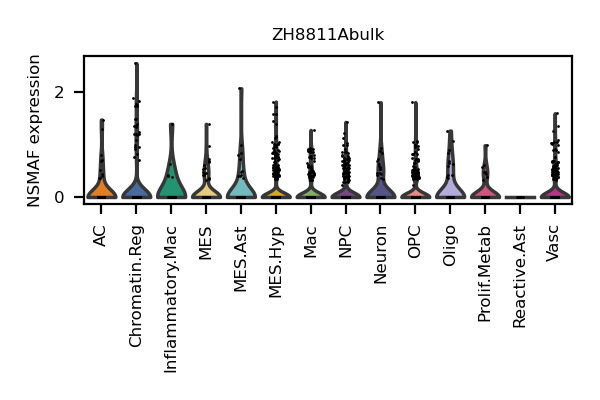 ZH8811Abulk
NSMAF expression
2
0
AC
Chromatin.Reg
Inflammatory.Mac
MES
MES.Ast
MES.Hyp
Mac
NPC
Neuron
OPC
Oligo
Prolif.Metab
Reactive.Ast
Vasc